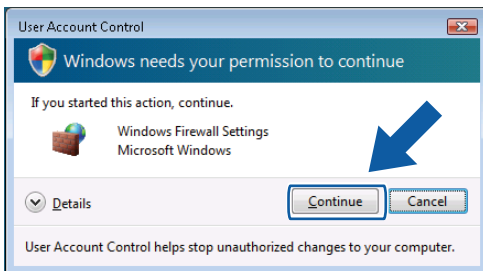 User Account Control
Windows needs your permission to continue
If you started this action, continue.
Windows Firewall Settings
Microsoft Windows
Details
Continue
Cancel
User Account Control helps stop unauthorized changes to your computer.